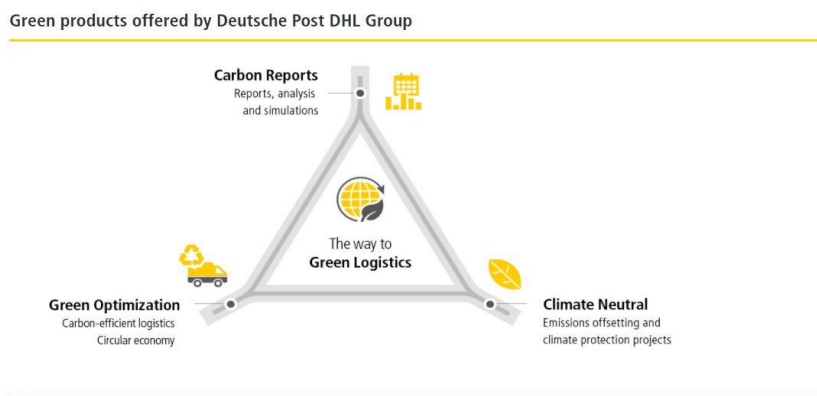 Green products offered by Deutsche Post DHL Group
Carbon Reports
Reports, analysis
and simulations
The way to
Green Logistics
Green Optimization
Carbon-efficient logistics
Circular economy
Climate Neutral
Emissions offsetting and
climate protection projects